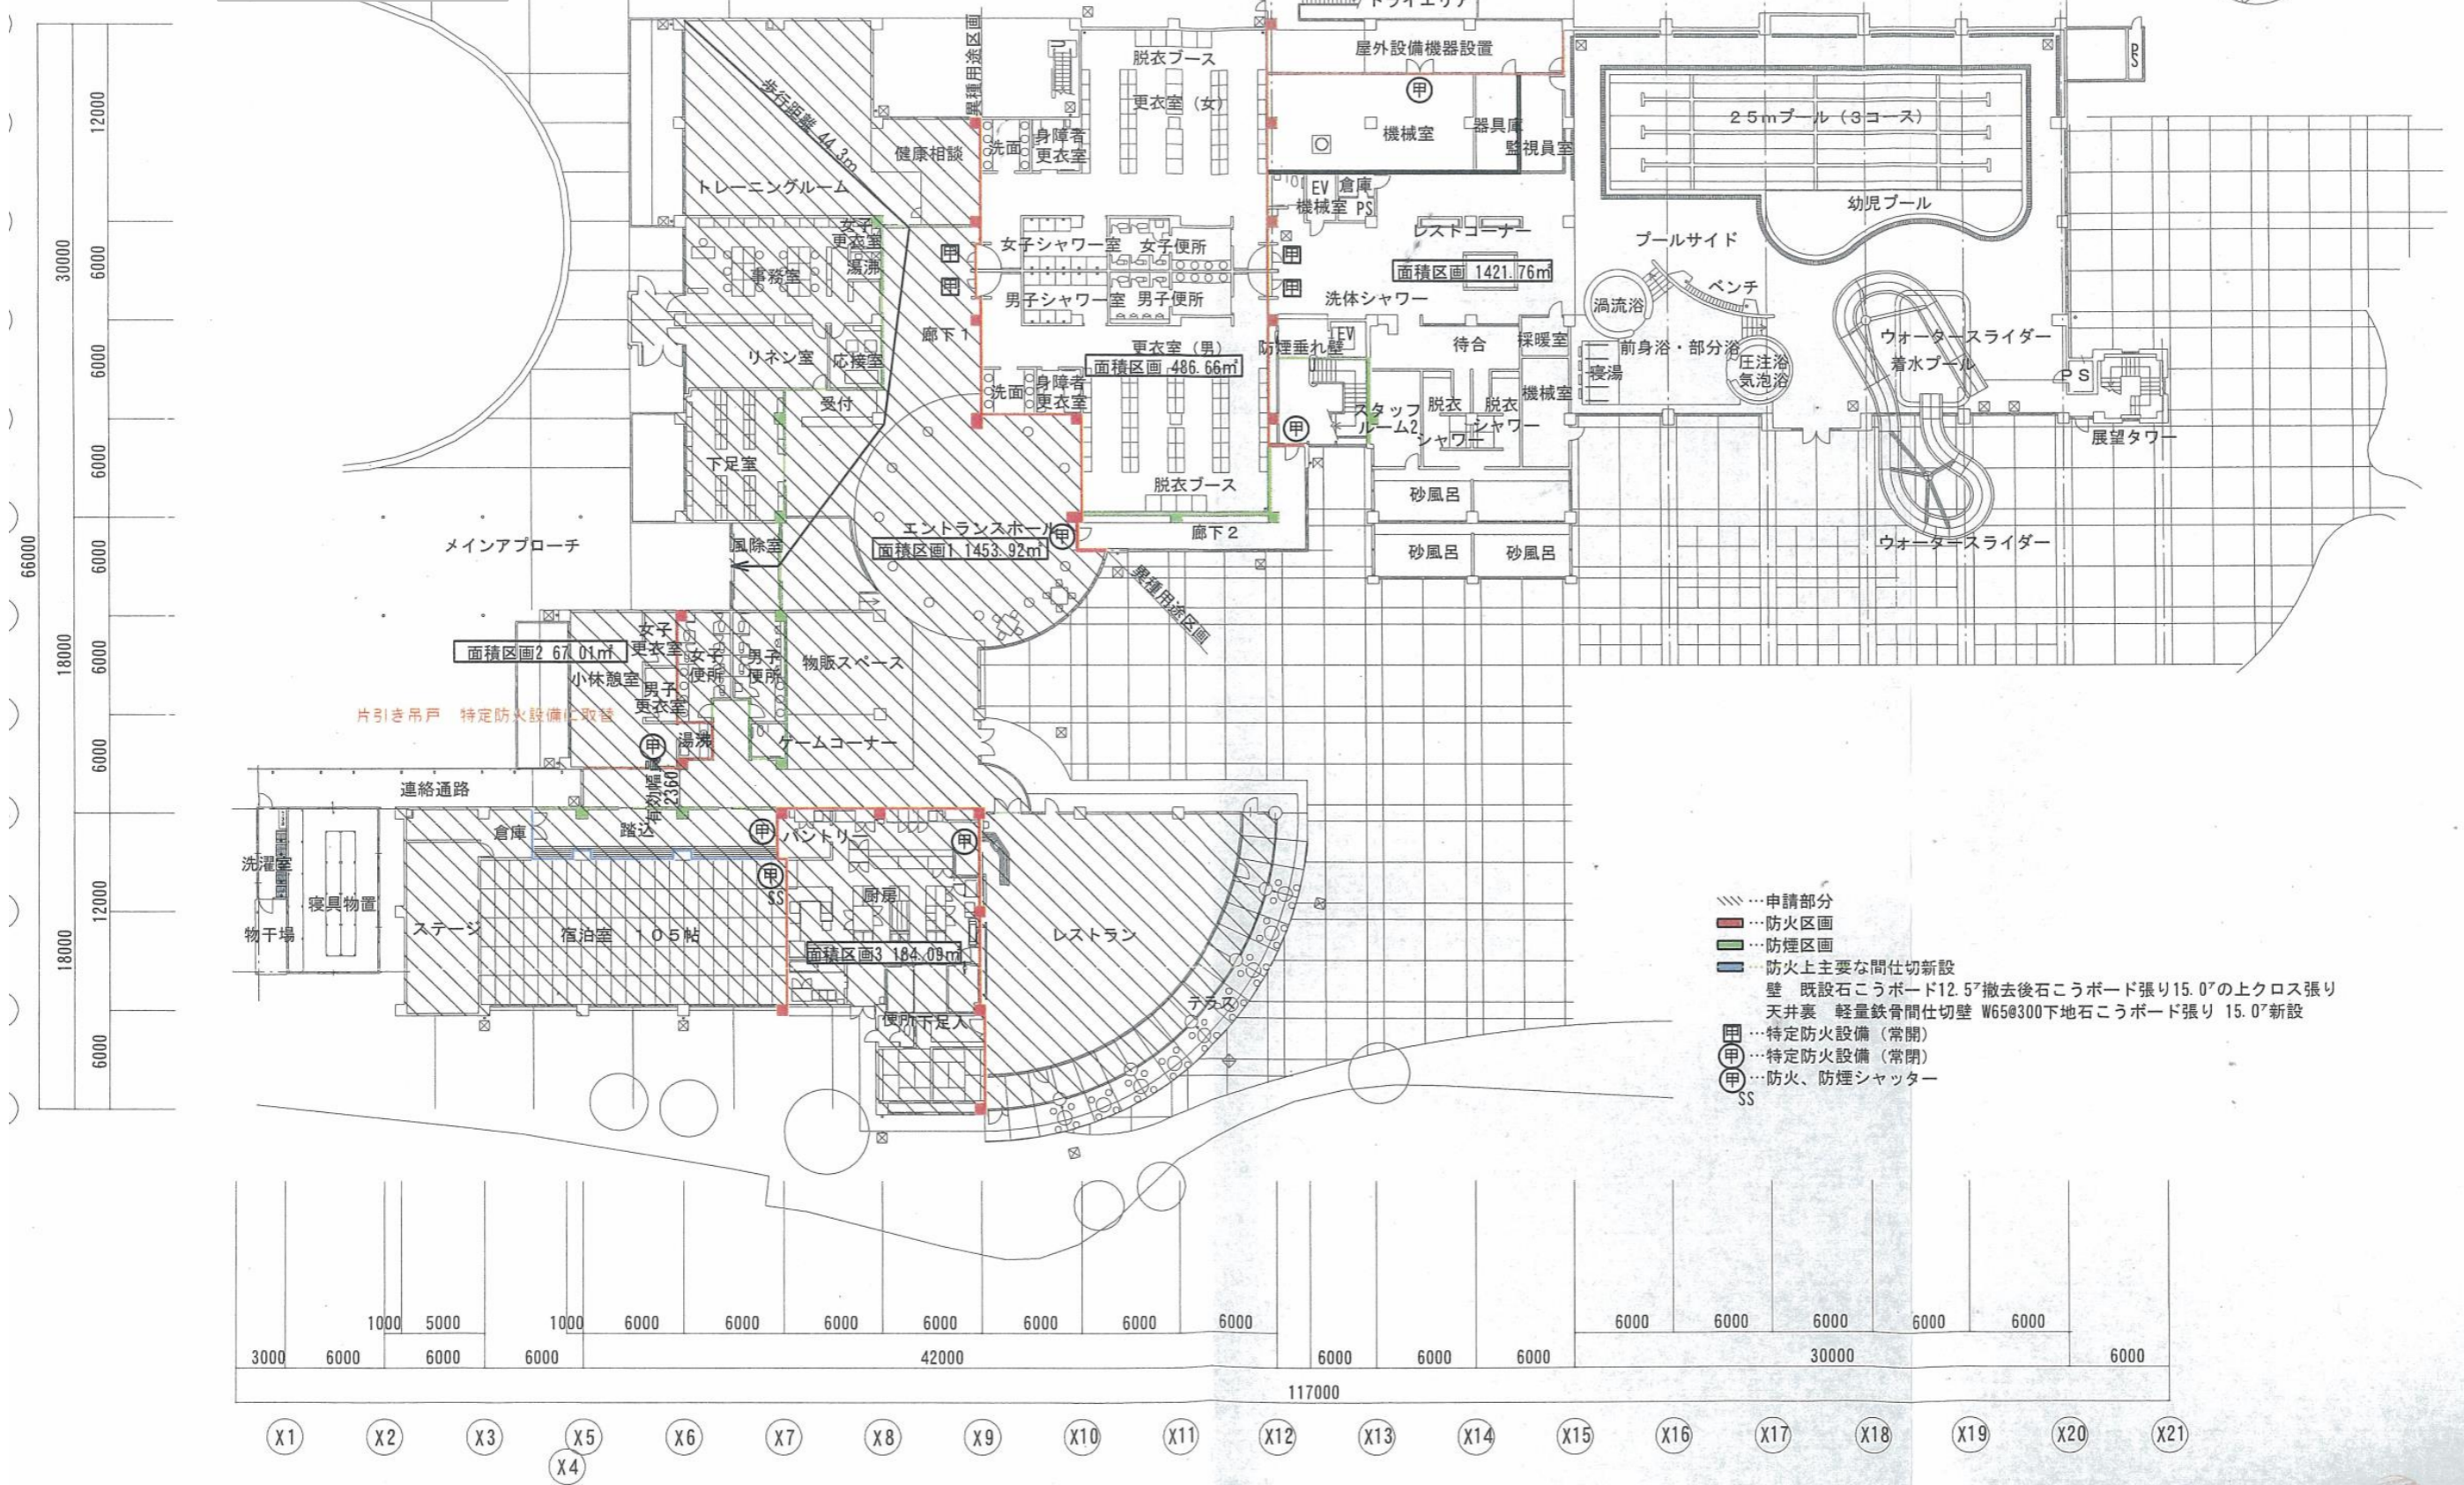 ドライエリア
屋外設備機器設置
脱衣ブース
更衣室（女）
異種用途区画
歩行距離 44.3m
健康相談
洗面
身障者
更衣室
機械室
器具庫
監視員室
PS
25mプール（3コース）
幼児プール
トレーニングルーム
EV
倉庫
機械室
PS
レストコーナー
プールサイド
女子
更衣室
湯沸
事務室
女子シャワー室
女子便所
男子シャワー室
男子便所
面積区画 1421.76㎡
洗体シャワー
ベンチ
渦流浴
廊下1
リネン室
応接室
更衣室（男）
面積区画 486.66㎡
防煙垂れ壁
EV
待合
採暖室
前身浴・部分浴
寝湯
圧注浴
気泡浴
ウォータースライダー
着水プール
PS
展望タワー
受付
洗面
身障者
更衣室
スタッフ
ルーム2
脱衣
脱衣
シャワー
シャワー
機械室
下足室
脱衣ブース
砂風呂
廊下2
砂風呂
砂風呂
ウォータースライダー
メインアプローチ
風除室
エントランスホール
面積区画1 1453.92㎡
異種用途区画
面積区画2 67.01㎡
女子
更衣室
女子
便所
男子
便所
物販スペース
小休憩室
男子
更衣室
片引き吊戸 特定防火設備に取替
湯沸
ゲームコーナー
有効幅員
2360
連絡通路
倉庫
踏込
パントリー
洗濯室
寝具物置
物干場
ステージ
宿泊室 105帖
SS
厨房
面積区画3 184.09㎡
レストラン
テラス
便所
下足入
…申請部分
…防火区画
…防煙区画
…防火上主要な間仕切新設
壁 既設石こうボード12.5ｱ撤去後石こうボード張り15.0ｱの上クロス張り
天井裏 軽量鉄骨間仕切壁 W65@300下地石こうボード張り 15.0ｱ新設
甲…特定防火設備（常開）
甲…特定防火設備（常閉）
甲…防火、防煙シャッター
SS
66000
30000
18000
18000
12000
6000
6000
6000
6000
6000
6000
12000
6000
1000 5000 1000 6000 6000 6000 6000 6000 6000 6000 6000 6000 6000 6000 6000
3000 6000 6000 6000 42000 6000 6000 6000 30000 6000
117000
X1 X2 X3 X5 X6 X7 X8 X9 X10 X11 X12 X13 X14 X15 X16 X17 X18 X19 X20 X21
X4